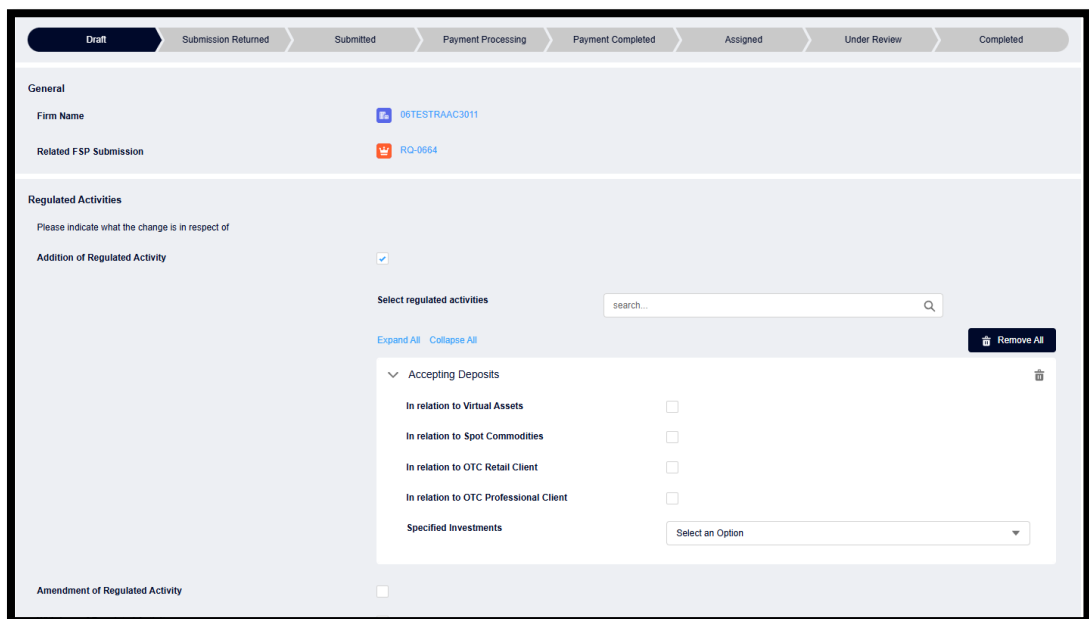 Draft Submission Returned Submitted Payment Processing Payment Completed Assigned Under Review Completed
General
Firm Name 06TESTRAAC3011
Related FSP Submission RQ-0664
Regulated Activities
Please indicate what the change is in respect of
Addition of Regulated Activity
Select regulated activities search...
Expand All Collapse All Remove All
Accepting Deposits
In relation to Virtual Assets
In relation to Spot Commodities
In relation to OTC Retail Client
In relation to OTC Professional Client
Specified Investments Select an Option
Amendment of Regulated Activity